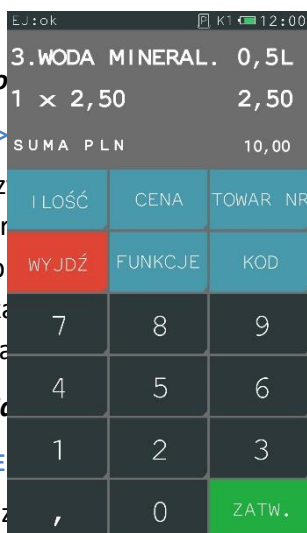 EJ:ok P K1 12:00
3.WODA MINERAL. 0,5L
1 x 2,50 2,50
SUMA PLN 10,00
ILOŚĆ CENA TOWAR NR
WYJDŹ FUNKCJE KOD
7 8 9
4 5 6
1 2 3
, 0 ZATW.